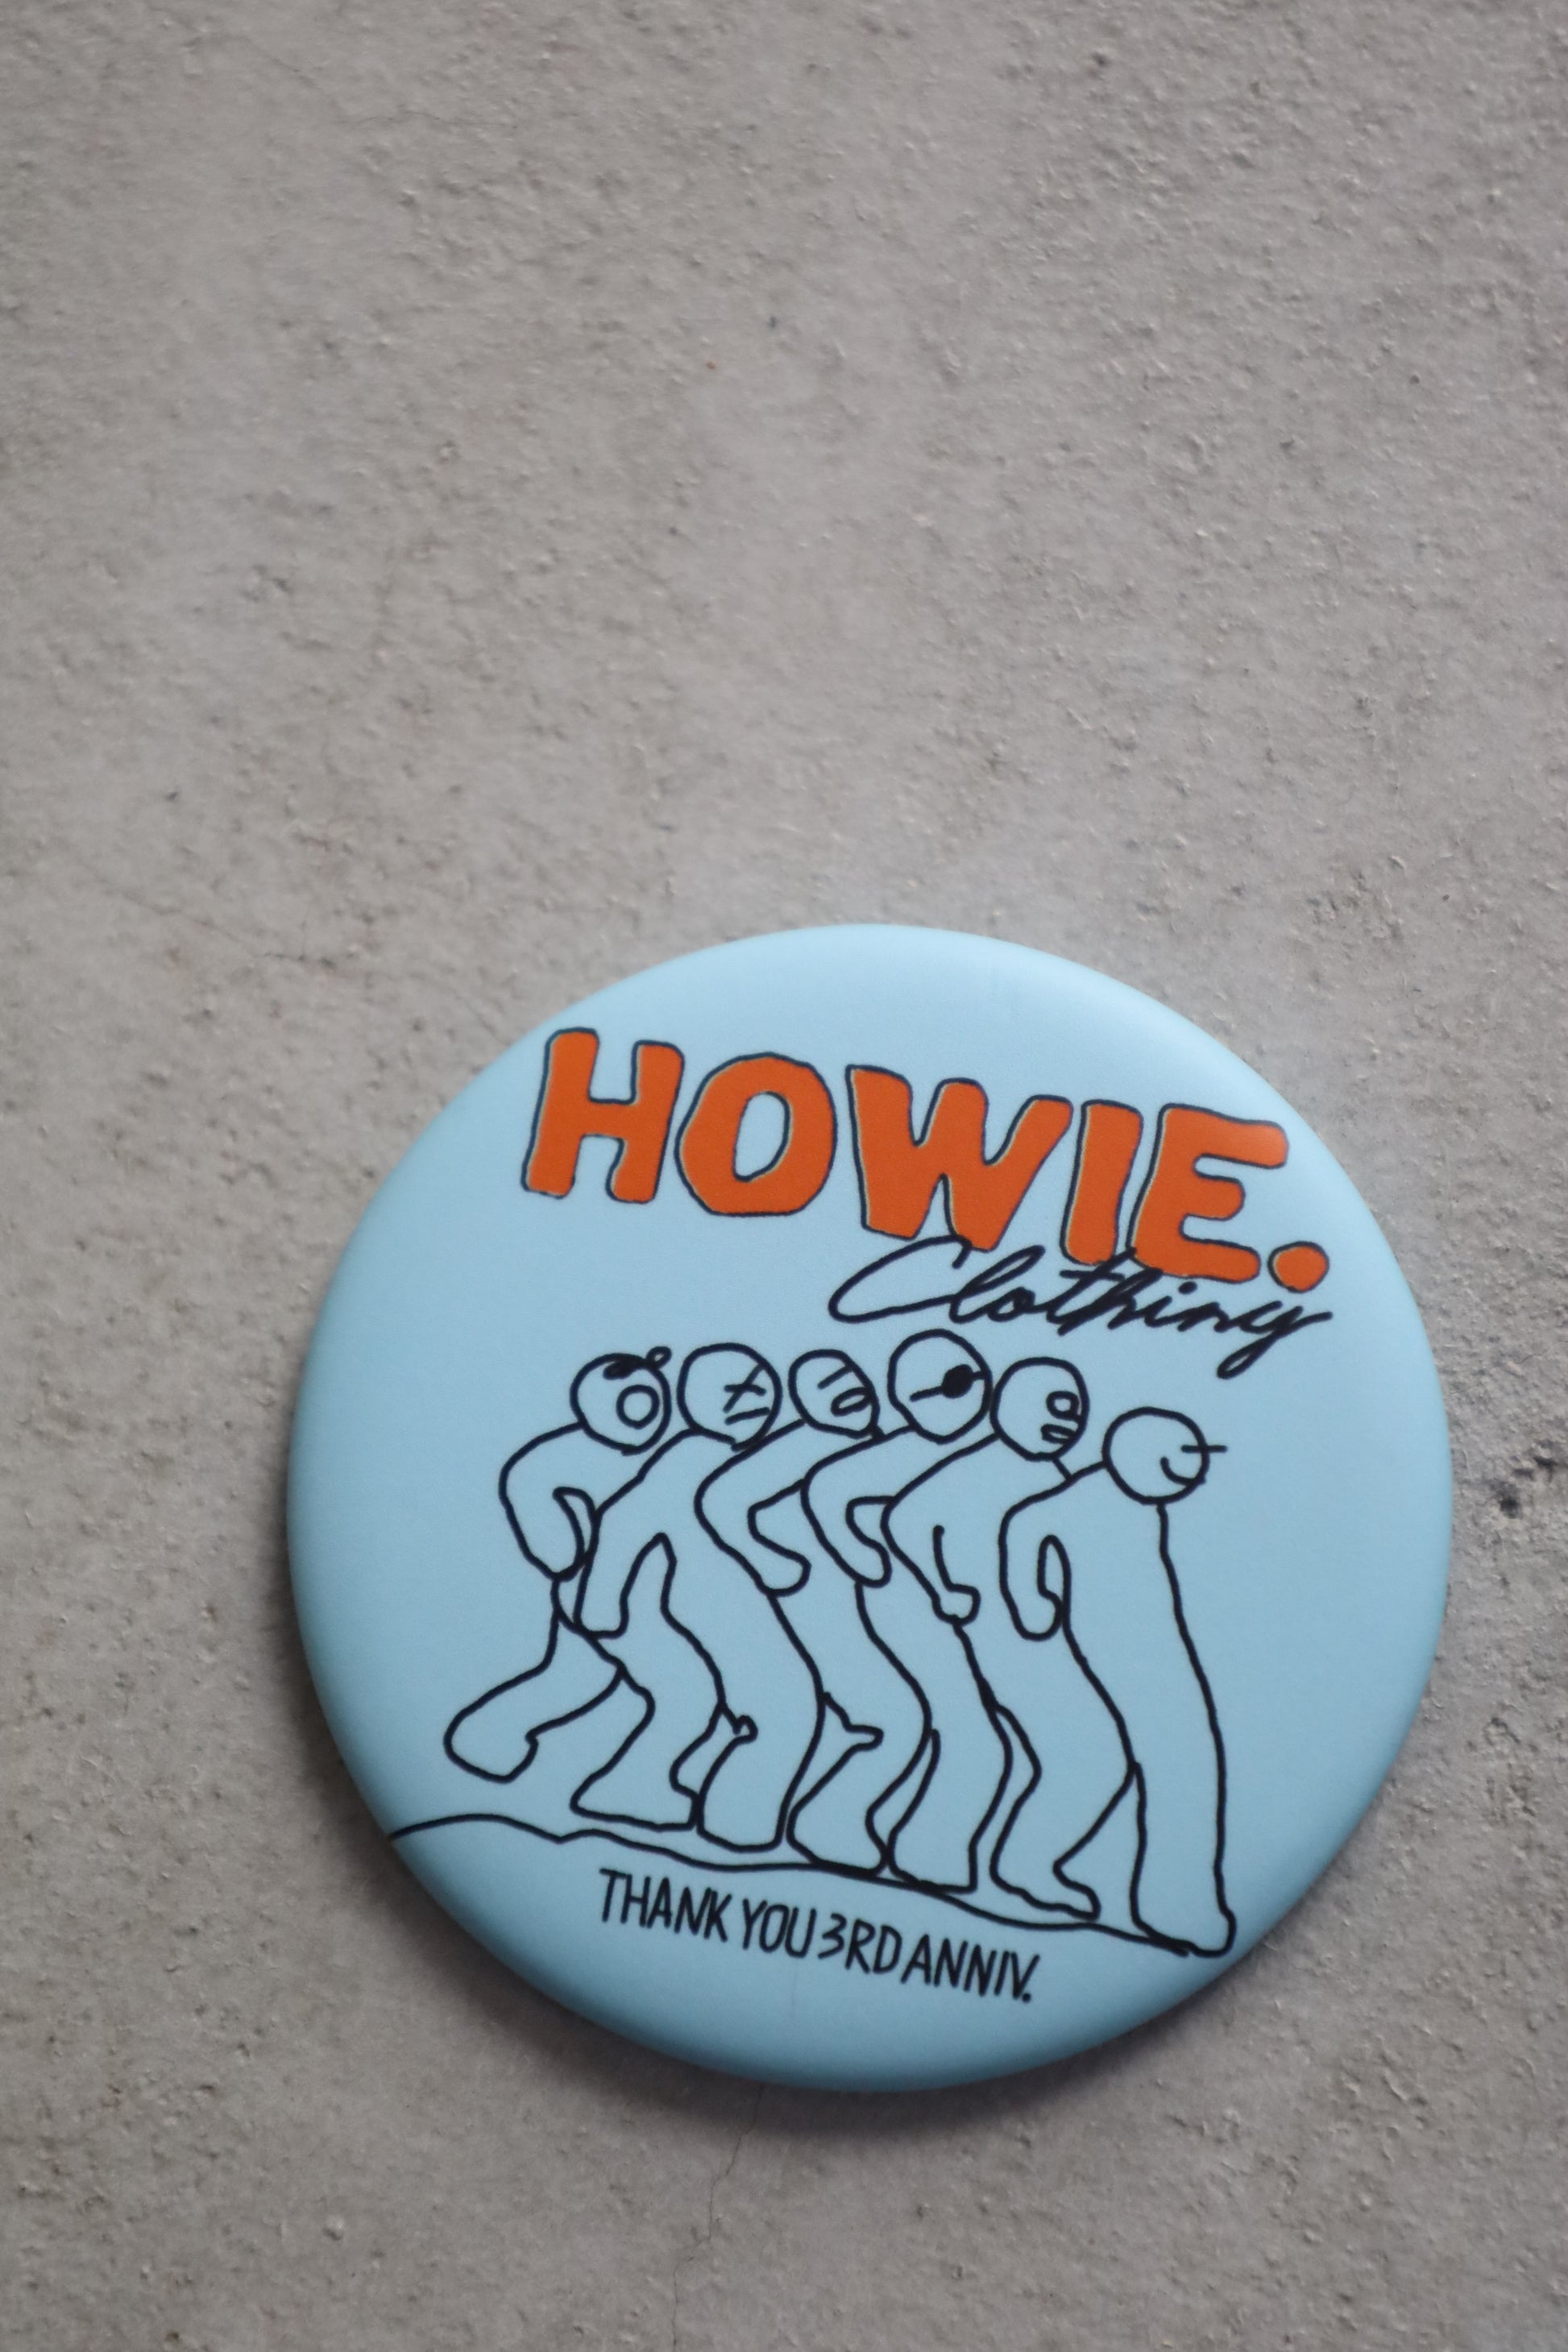 HOWIE.
Clothing
THANK YOU 3RD ANNIV.